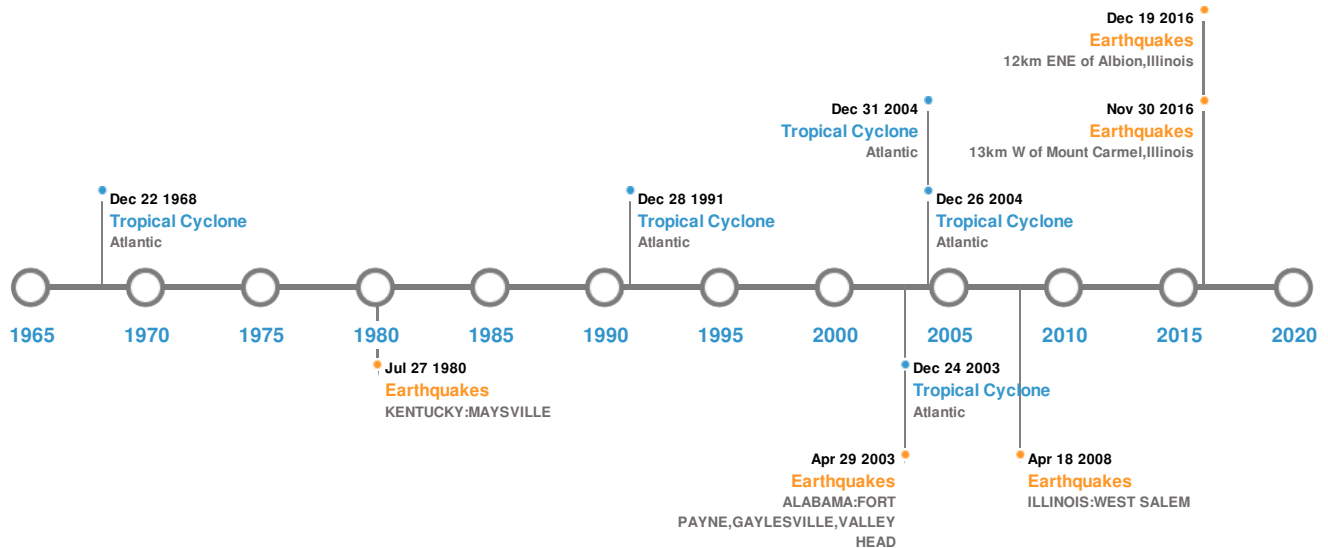 Dec 19 2016
Earthquakes
12km ENE of Albion,Illinois
Dec 31 2004
Tropical Cyclone
Atlantic
Nov 30 2016
Earthquakes
13km W of Mount Carmel,Illinois
Dec 22 1968
Tropical Cyclone
Atlantic
Dec 28 1991
Tropical Cyclone
Atlantic
Dec 26 2004
Tropical Cyclone
Atlantic
1965 1970 1975 1980 1985 1990 1995 2000 2005 2010 2015 2020
Jul 27 1980
Earthquakes
KENTUCKY:MAYSVILLE
Dec 24 2003
Tropical Cyclone
Atlantic
Apr 29 2003
Earthquakes
ALABAMA:FORT
PAYNE,GAYLESVILLE,VALLEY
HEAD
Apr 18 2008
Earthquakes
ILLINOIS:WEST SALEM